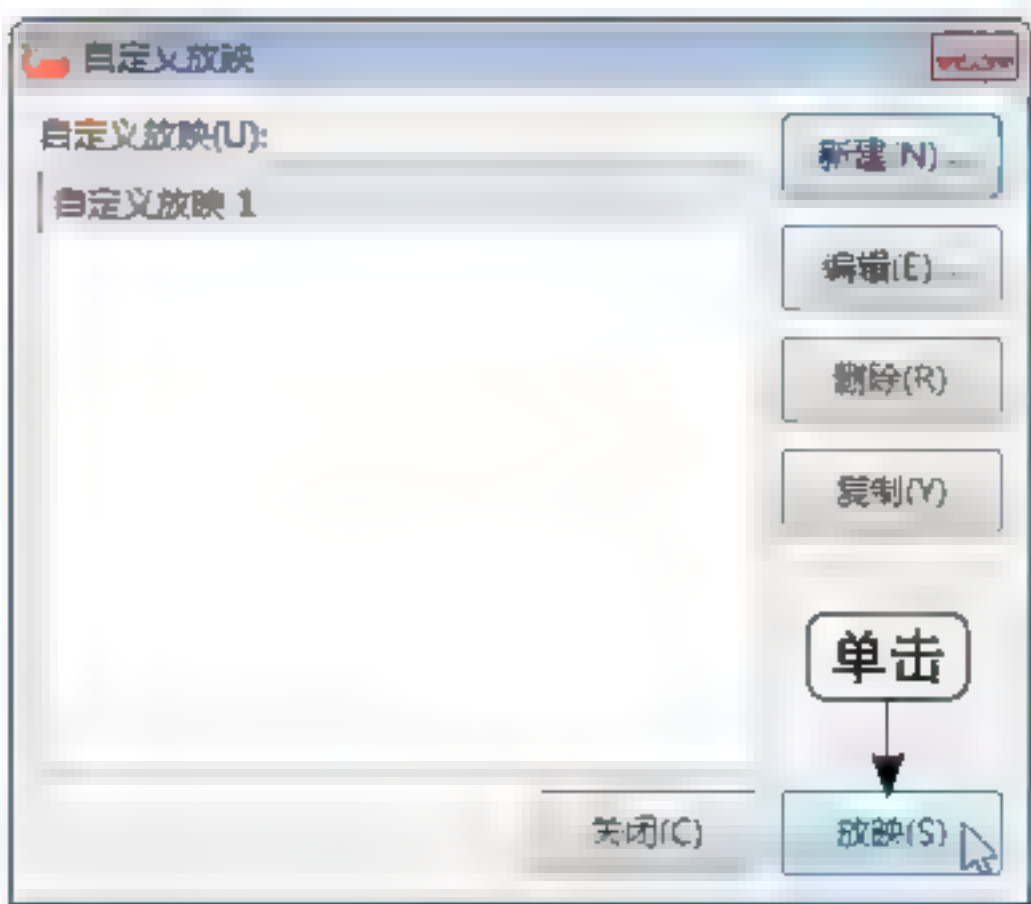 自定义放映
自定义放映(U):
新建(N)...
自定义放映 1
编辑(E)...
删除(R)
复制(Y)
单击
关闭(C)
放映(S)